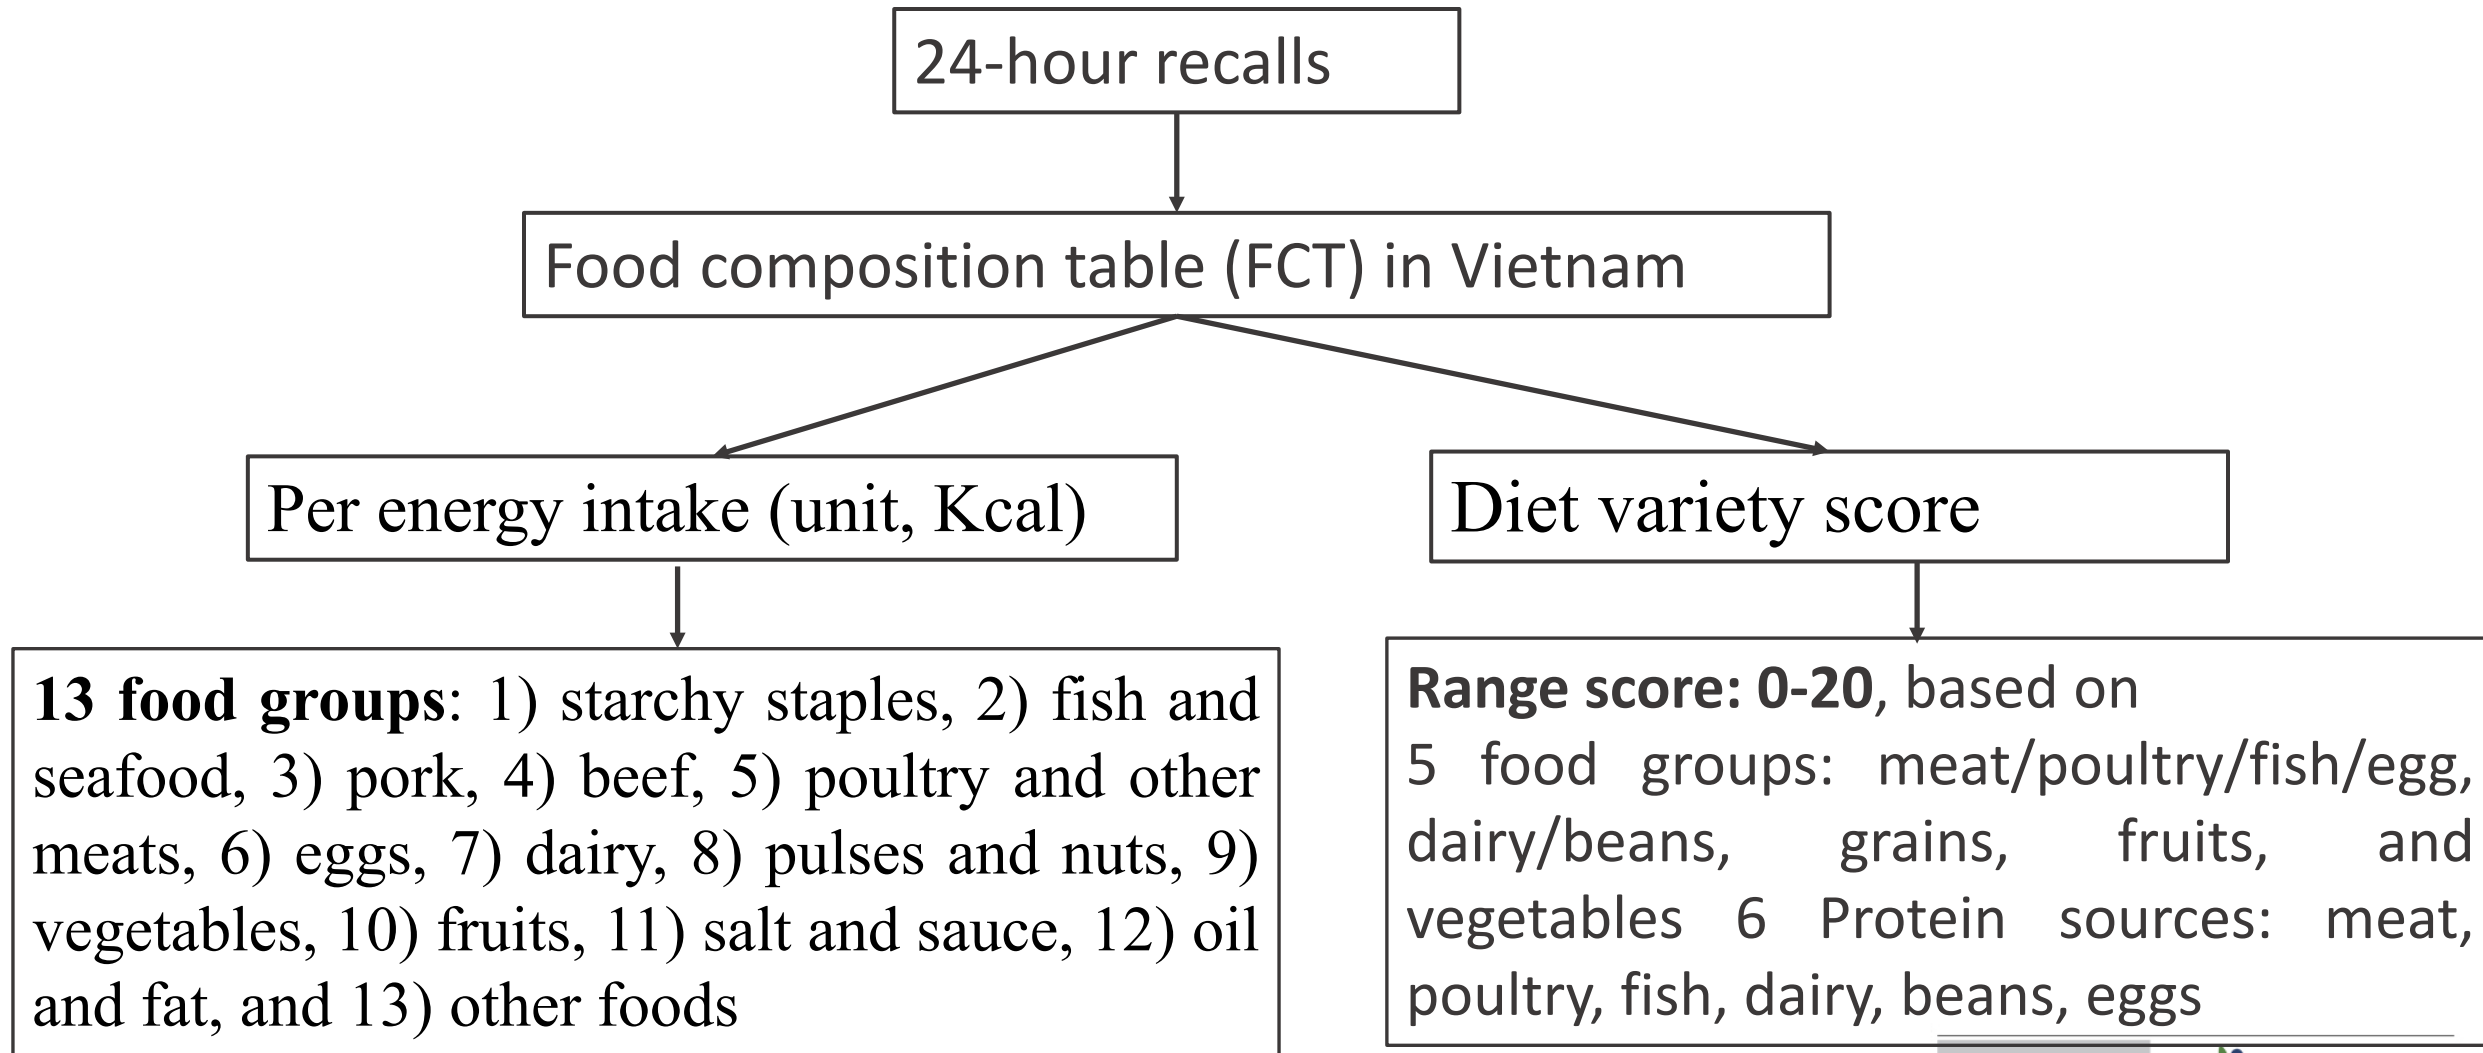 24-hour recalls
Food composition table (FCT) in Vietnam
Per energy intake (unit, Kcal)
Diet variety score
13 food groups: 1) starchy staples, 2) fish and
seafood, 3) pork, 4) beef, 5) poultry and other
meats, 6) eggs, 7) dairy, 8) pulses and nuts, 9)
vegetables, 10) fruits, 11) salt and sauce, 12) oil
and fat, and 13) other foods
Range score: 0-20, based on
5 food groups: meat/poultry/fish/egg,
dairy/beans, grains, fruits, and
vegetables 6 Protein sources: meat,
poultry, fish, dairy, beans, eggs